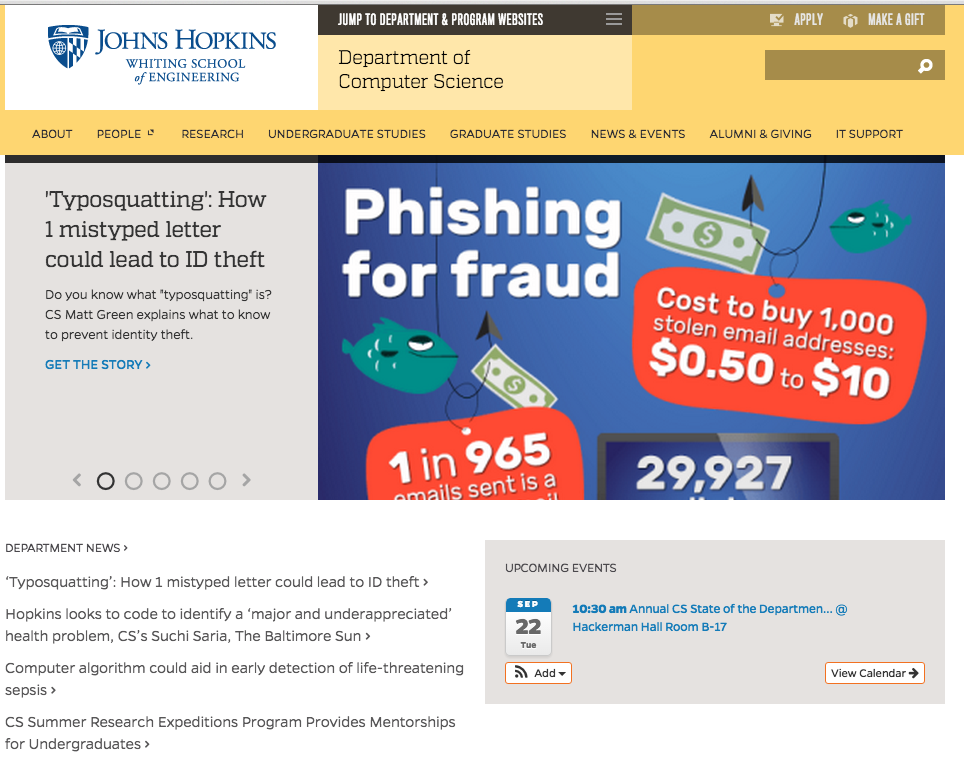 JOHNS HOPKINS
WHITING SCHOOL
of ENGINEERING
JUMP TO DEPARTMENT & PROGRAM WEBSITES
APPLY
MAKE A GIFT
Department of
Computer Science
ABOUT
PEOPLE
RESEARCH
UNDERGRADUATE STUDIES
GRADUATE STUDIES
NEWS & EVENTS
ALUMNI & GIVING
IT SUPPORT
'Typosquatting': How
1 mistyped letter
could lead to ID theft
Do you know what "typosquatting" is?
CS Matt Green explains what to know
to prevent identity theft.
GET THE STORY ›
Phishing
for fraud
$
Cost to buy 1,000
stolen email addresses:
$0.50 to $10
$
1 in 965
emails sent is a
29,927
DEPARTMENT NEWS ›
‘Typosquatting’: How 1 mistyped letter could lead to ID theft ›
Hopkins looks to code to identify a ‘major and underappreciated’
health problem, CS’s Suchi Saria, The Baltimore Sun ›
Computer algorithm could aid in early detection of life-threatening
sepsis ›
CS Summer Research Expeditions Program Provides Mentorships
for Undergraduates ›
UPCOMING EVENTS
SEP
22
Tue
10:30 am Annual CS State of the Departmen... @
Hackerman Hall Room B-17
Add
View Calendar